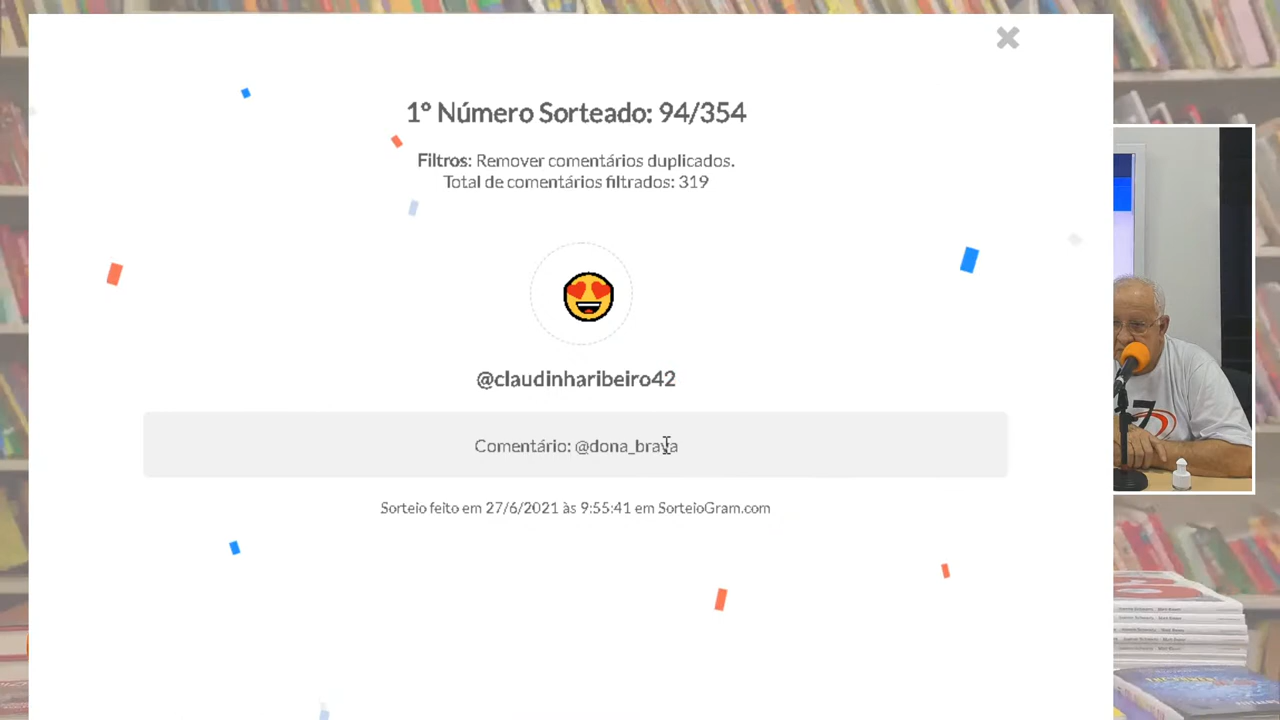 1º Número Sorteado: 94/354
Filtros: Remover comentários duplicados.
Total de comentários filtrados: 319
@claudinharibeiro42
Comentário: @dona_brava
Sorteio feito em 27/6/2021 às 9:55:41 em SorteioGram.com
7